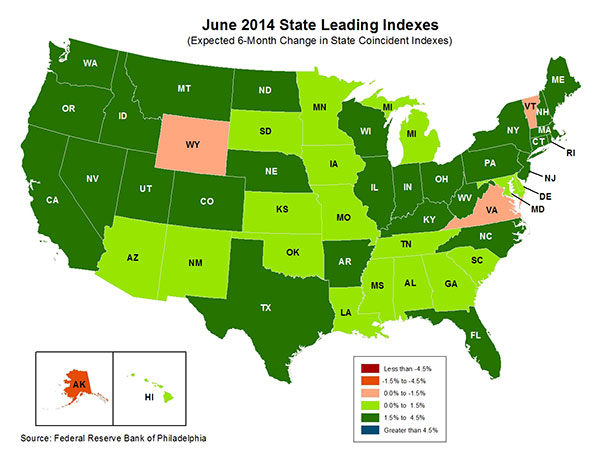 June 2014 State Leading Indexes
(Expected 6-Month Change in State Coincident Indexes)
WA
MT
ND
MN
MI
ME
VT
NH
OR
ID
SD
WI
MI
NY
MA
CT
RI
WY
IA
PA
NJ
NE
NV
UT
CO
IL
IN
OH
DE
MD
CA
KS
MO
WV
VA
KY
NC
AZ
NM
OK
AR
TN
SC
MS
AL
GA
TX
LA
FL
AK
HI
Less than -4.5%
-1.5% to -4.5%
0.0% to -1.5%
0.0% to 1.5%
1.5% to 4.5%
Greater than 4.5%
Source: Federal Reserve Bank of Philadelphia